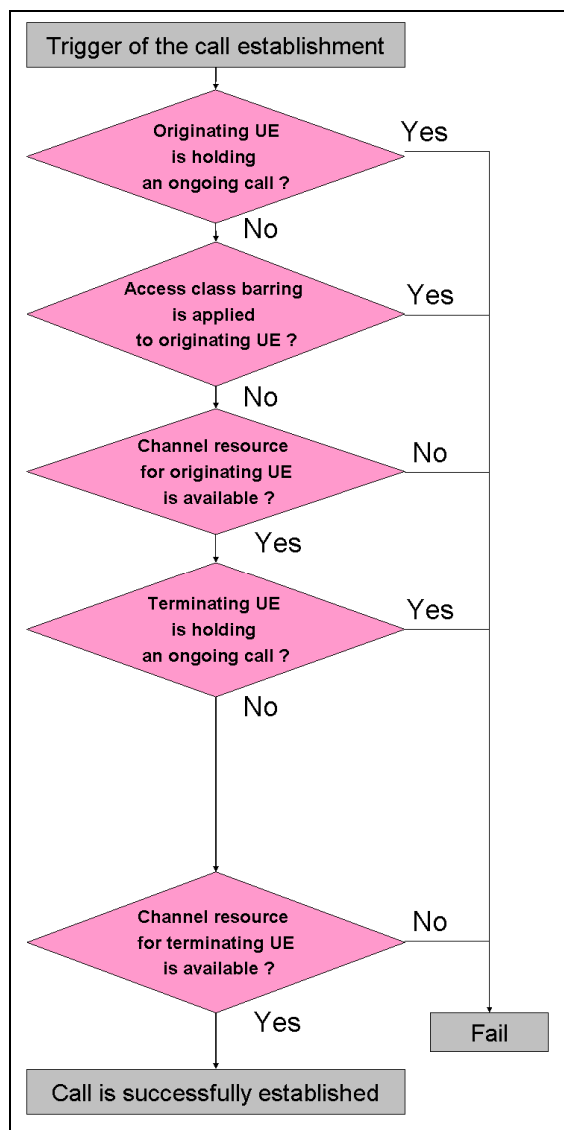 Trigger of the call establishment
Originating UE
is holding
an ongoing call ?
Yes
No
Access class barring
is applied
to originating UE ?
Yes
No
Channel resource
for originating UE
is available ?
No
Yes
Terminating UE
is holding
an ongoing call ?
Yes
No
Channel resource
for terminating UE
is available ?
No
Yes
Fail
Call is successfully established